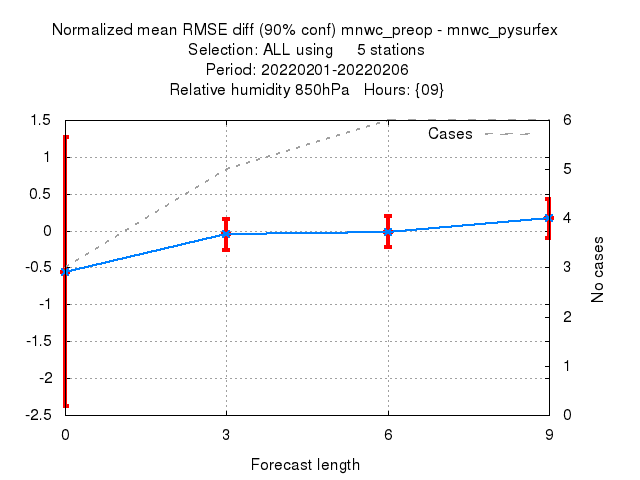 Normalized mean RMSE diff (90% conf) mnwc_preop - mnwc_pysurfex
Selection: ALL using 5 stations
Period: 20220201-20220206
Relative humidity 850hPa Hours: {09}
Cases
1.5
1
0.5
0
-0.5
-1
-1.5
-2
-2.5
6
5
4
3
2
1
0
No cases
0 3 6 9
Forecast length